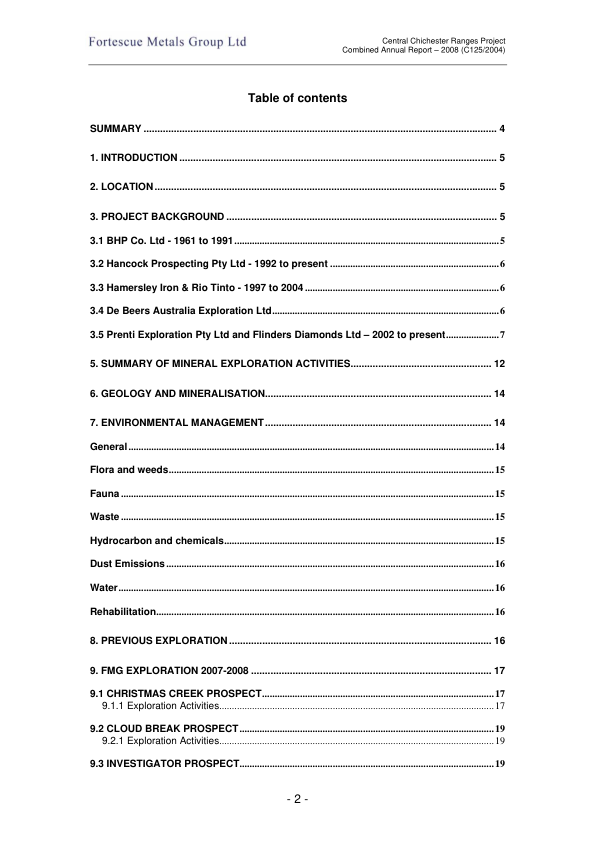 Fortescue Metals Group Ltd
Central Chichester Ranges Project
Combined Annual Report – 2008 (C125/2004)
Table of contents
SUMMARY ........ 4
1. INTRODUCTION ........ 5
2. LOCATION ........ 5
3. PROJECT BACKGROUND ........ 5
3.1 BHP Co. Ltd - 1961 to 1991 ........ 5
3.2 Hancock Prospecting Pty Ltd - 1992 to present ........ 6
3.3 Hamersley Iron & Rio Tinto - 1997 to 2004 ........ 6
3.4 De Beers Australia Exploration Ltd ........ 6
3.5 Prenti Exploration Pty Ltd and Flinders Diamonds Ltd – 2002 to present ........ 7
5. SUMMARY OF MINERAL EXPLORATION ACTIVITIES ........ 12
6. GEOLOGY AND MINERALISATION ........ 14
7. ENVIRONMENTAL MANAGEMENT ........ 14
General ........ 14
Flora and weeds ........ 15
Fauna ........ 15
Waste ........ 15
Hydrocarbon and chemicals ........ 15
Dust Emissions ........ 16
Water ........ 16
Rehabilitation ........ 16
8. PREVIOUS EXPLORATION ........ 16
9. FMG EXPLORATION 2007-2008 ........ 17
9.1 CHRISTMAS CREEK PROSPECT ........ 17
9.1.1 Exploration Activities ........ 17
9.2 CLOUD BREAK PROSPECT ........ 19
9.2.1 Exploration Activities ........ 19
9.3 INVESTIGATOR PROSPECT ........ 19
- 2 -